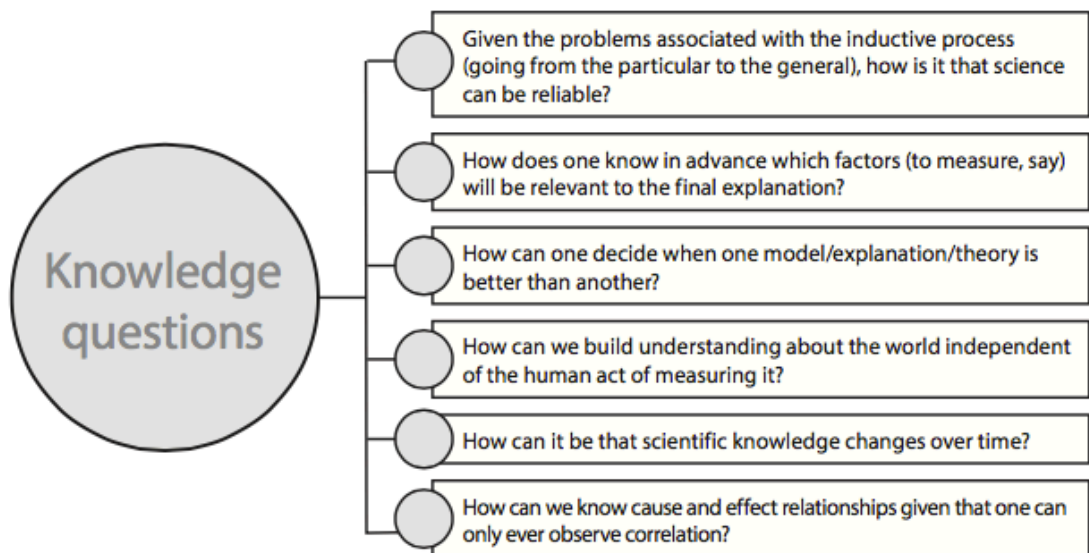 Knowledge
questions
Given the problems associated with the inductive process
(going from the particular to the general), how is it that science
can be reliable?
How does one know in advance which factors (to measure, say)
will be relevant to the final explanation?
How can one decide when one model/explanation/theory is
better than another?
How can we build understanding about the world independent
of the human act of measuring it?
How can it be that scientific knowledge changes over time?
How can we know cause and effect relationships given that one can
only ever observe correlation?